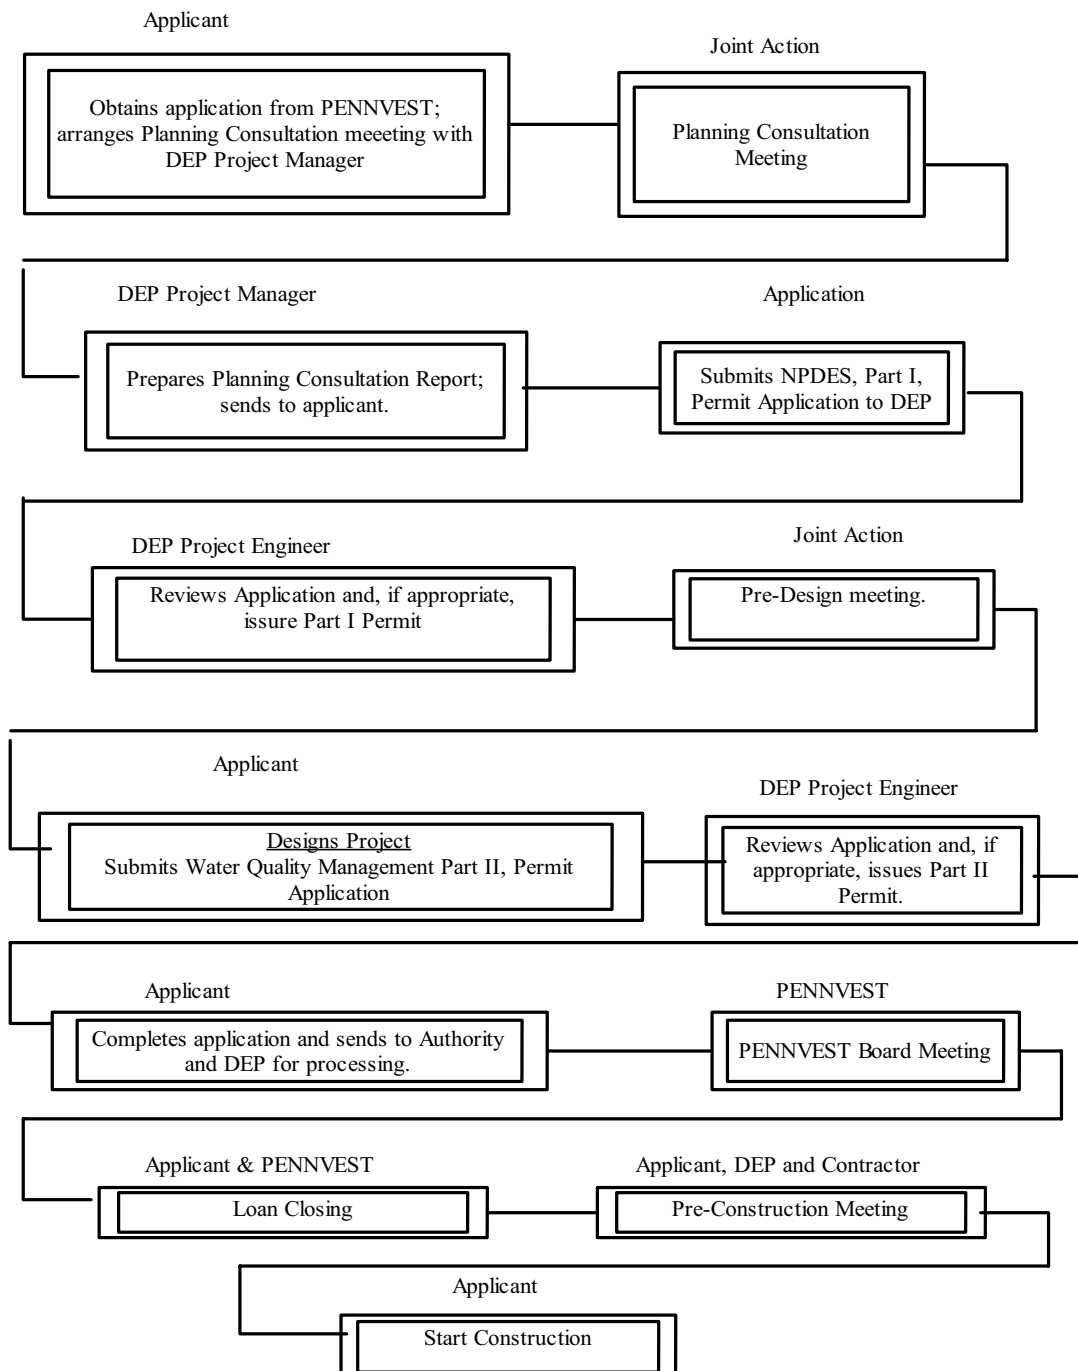 Applicant
Joint Action
Obtains application from PENNVEST;
arranges Planning Consultation meeeting with
DEP Project Manager
Planning Consultation
Meeting
DEP Project Manager
Application
Prepares Planning Consultation Report;
sends to applicant.
Submits NPDES, Part I,
Permit Application to DEP
DEP Project Engineer
Joint Action
Reviews Application and, if appropriate,
issure Part I Permit
Pre-Design meeting.
Applicant
DEP Project Engineer
Designs Project
Submits Water Quality Management Part II, Permit
Application
Reviews Application and, if
appropriate, issues Part II
Permit.
Applicant
PENNVEST
Completes application and sends to Authority
and DEP for processing.
PENNVEST Board Meeting
Applicant & PENNVEST
Applicant, DEP and Contractor
Loan Closing
Pre-Construction Meeting
Applicant
Start Construction